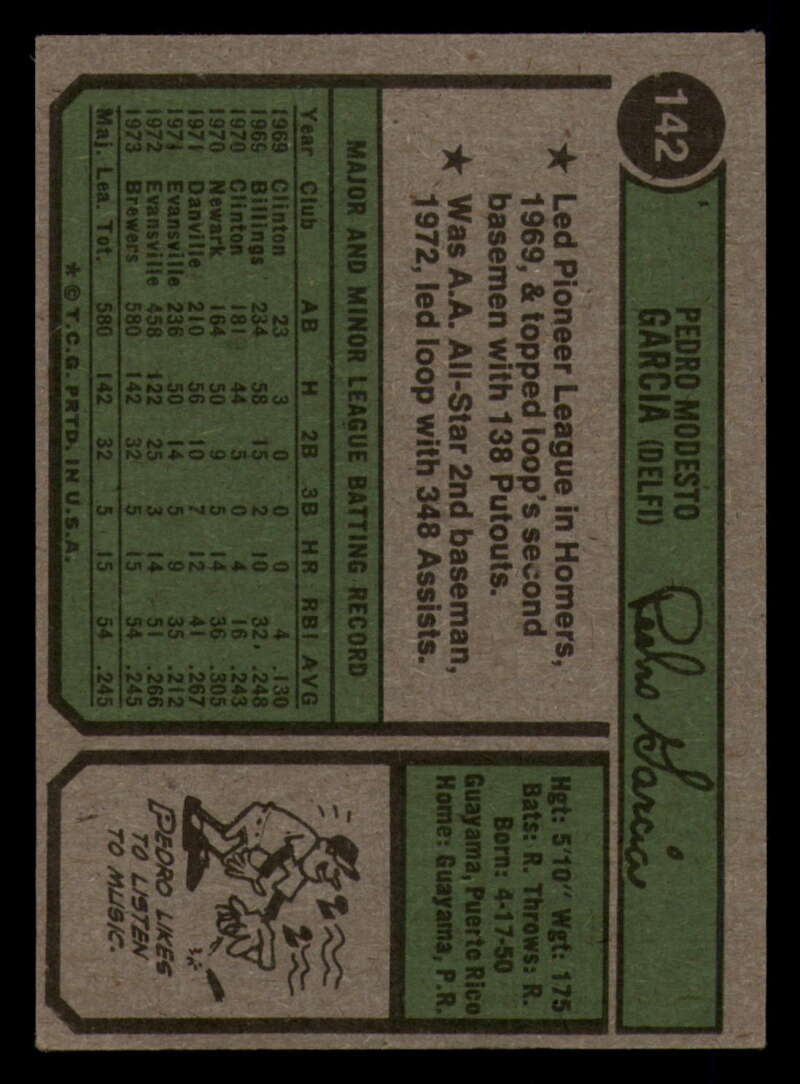 142
PEDRO MODESTO
GARCIA (DELFI)
Pedro Garcia
★ Led Pioneer League in Homers,
1969, & topped loop's second
basemen with 138 Putouts.
★ Was A.A. All-Star 2nd baseman,
1972, led loop with 348 Assists.
MAJOR AND MINOR LEAGUE BATTING RECORD
Year Club AB H 2B 3B HR RBI AVG
1969 Clinton 23 3 0 0 0 4 .130
1969 Billings 234 58 15 2 10 32 .248
1970 Clinton 181 44 5 0 4 16 .243
1970 Newark 164 50 9 5 14 36 .305
1971 Danville 210 56 10 7 12 41 .267
1971 Evansville 236 50 14 5 9 35 .212
1972 Evansville 458 122 25 3 14 51 .266
1973 Brewers 580 142 32 5 15 54 .245
Maj. Lea. Tot. 580 142 32 5 15 54 .245
* © T.C.G. PRTD. IN U.S.A.
Hgt: 5'10" Wgt: 175
Bats: R. Throws: R.
Born: 4-17-50
Guayama, Puerto Rico
Home: Guayama, P.R.
PEDRO LIKES
TO LISTEN
TO MUSIC.